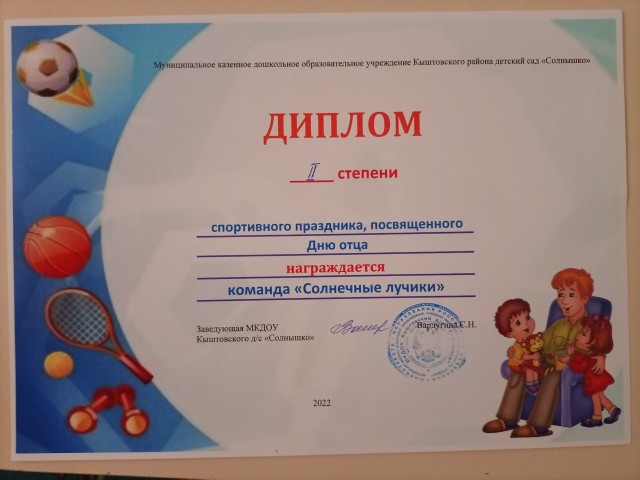 Муниципальное казенное дошкольное образовательное учреждение Кыштовского района детский сад «Солнышко»
ДИПЛОМ
II степени
спортивного праздника, посвященного
Дню отца
награждается
команда «Солнечные лучики»
Заведующая МКДОУ
Кыштовского д/с «Солнышко»
Вардугина Е.Н.
2022